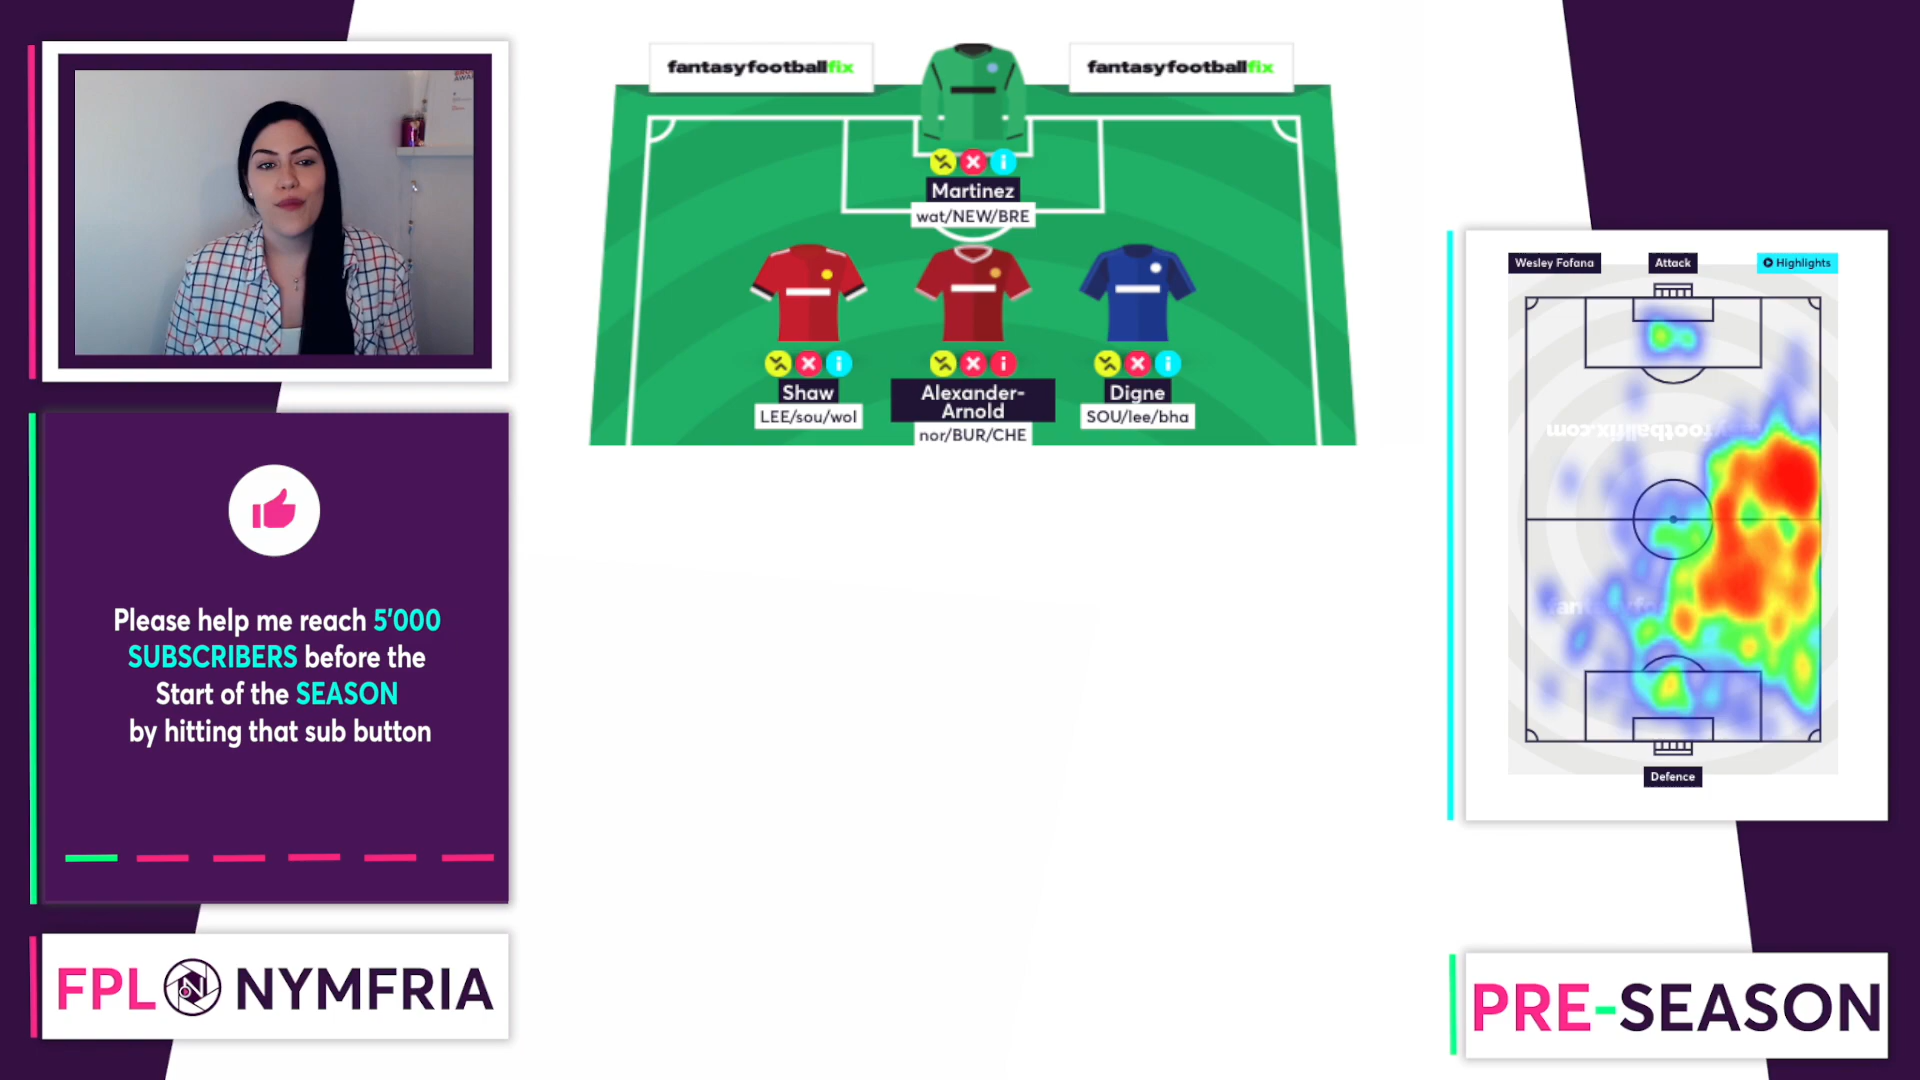 fantasyfootballfix
fantasyfootballfix
Martinez
wat/NEW/BRE
Shaw
LEE/sou/wol
Alexander-
Arnold
nor/BUR/CHE
Digne
SOU/lee/bha
Please help me reach 5'000
SUBSCRIBERS before the
Start of the SEASON
by hitting that sub button
FPL NYMFRIA
Wesley Fofana
Attack
Highlights
Defence
PRE-SEASON